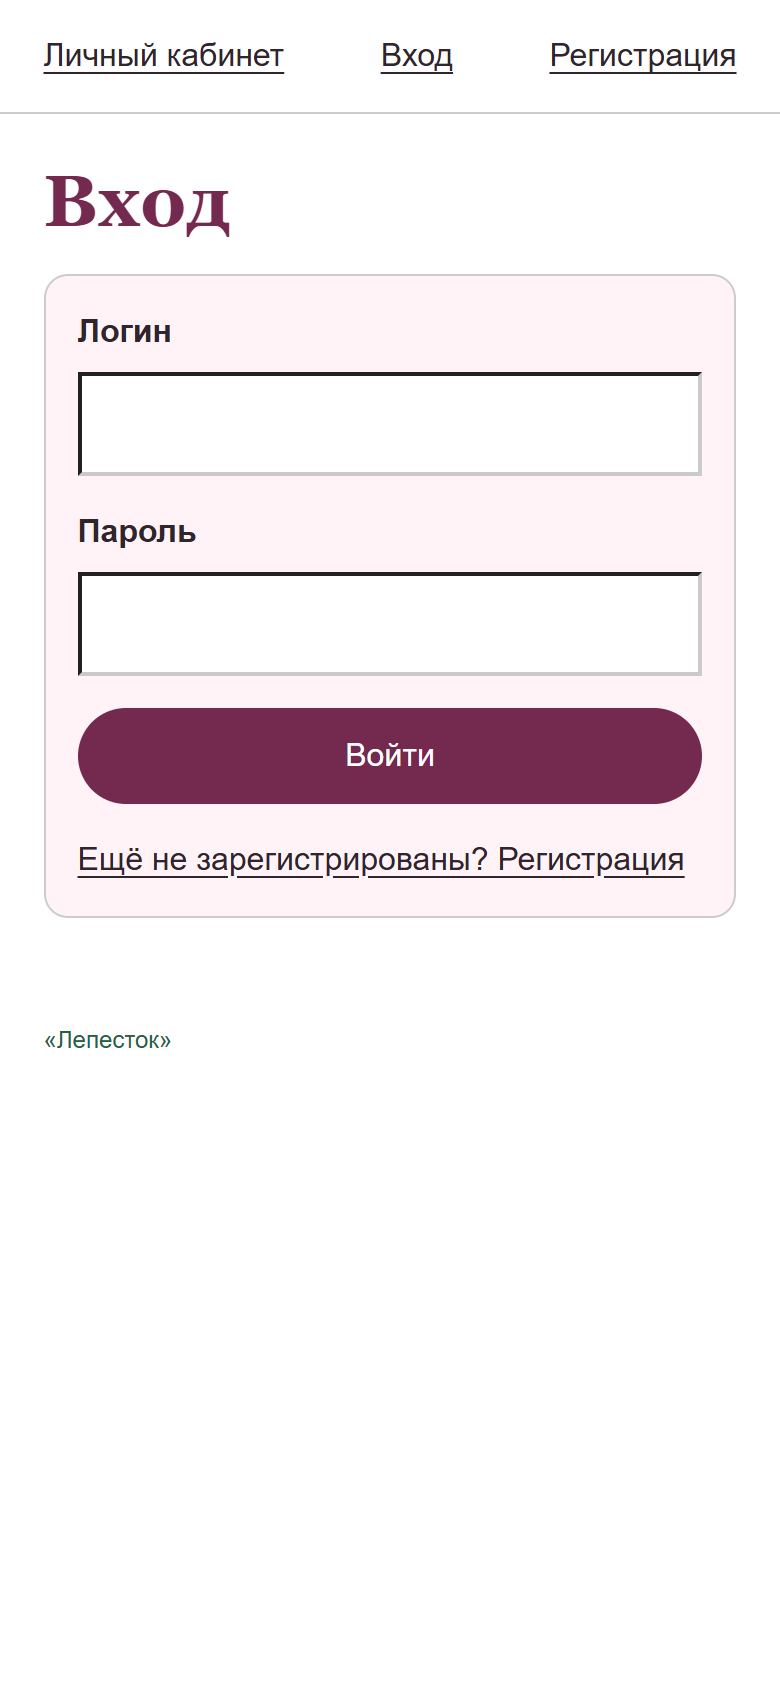 Личный кабинет Вход Регистрация
Вход
Логин
Пароль
Войти
Ещё не зарегистрированы? Регистрация
«Лепесток»